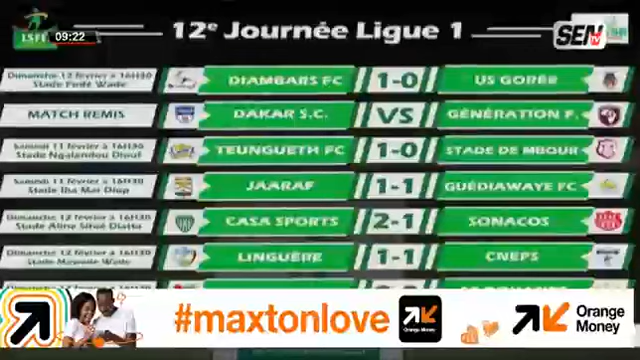 LSFP
09:22
12e Journée Ligue 1
SEN TV
Dimanche 12 février à 16H30
Stade Fodé Wade
DIAMBARS FC 1-0 US GORÉE
MATCH REMIS
DAKAR S.C. VS GÉNÉRATION F.
Samedi 11 février à 16H30
Stade Ngalandou Diouf
TEUNGUETH FC 1-0 STADE DE MBOUR
Samedi 11 février à 16H30
Stade Iba Mar Diop
JAARAF 1-1 GUÉDIAWAYE FC
Dimanche 12 février à 16H30
Stade Aline Sitoé Diatta
CASA SPORTS 2-1 SONACOS
Dimanche 12 février à 16H30
Stade Mawade Wade
LINGUÈRE 1-1 CNEPS
#maxtonlove
Orange Money
Orange Money